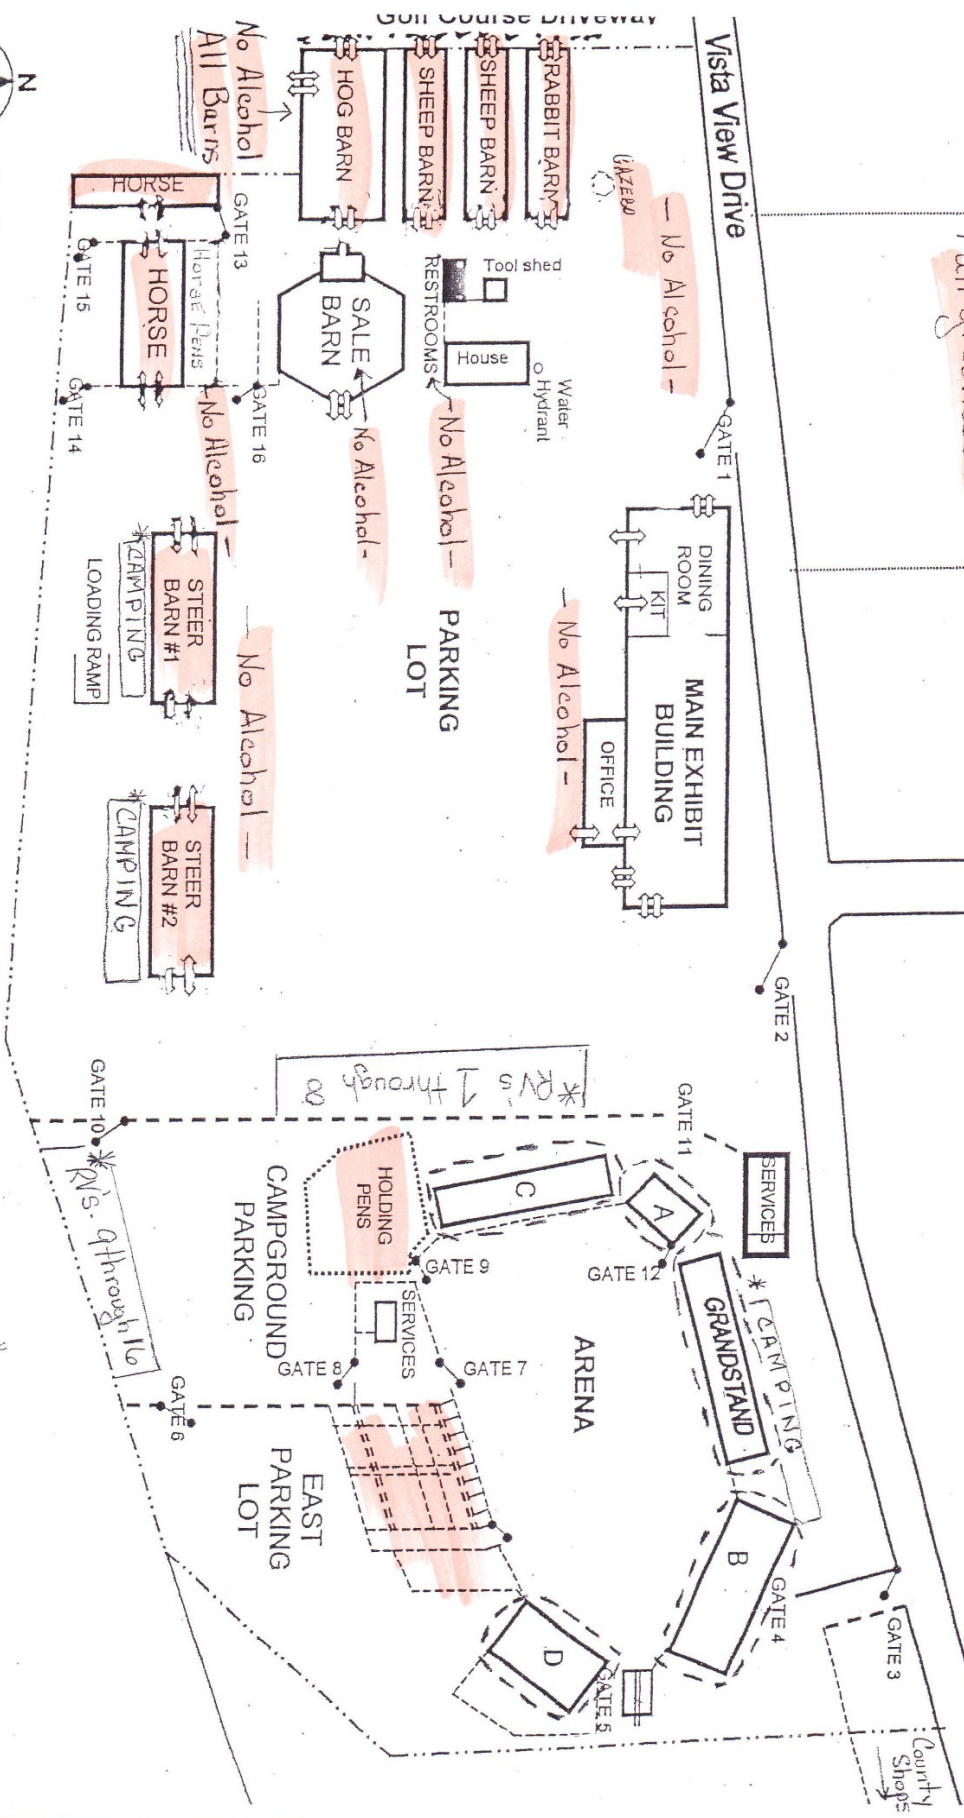 Golf Course Driveway
Vista View Drive
N
No Alcohol
All Barns
HOG BARN
SHEEP BARN
SHEEP BARN
RABBIT BARN
GAZEBO
- No Alcohol -
HORSE
GATE 13
GATE 15
HORSE
Horse Pens
GATE 14
GATE 16
- No Alcohol -
SALE
BARN
- No Alcohol -
RESTROOMS
- No Alcohol -
Tool shed
House
Water
Hydrant
GATE 1
DINING
ROOM
KIT
MAIN EXHIBIT
BUILDING
OFFICE
- No Alcohol -
PARKING
LOT
- No Alcohol -
STEER
BARN #1
*CAMPING
LOADING RAMP
STEER
BARN #2
*CAMPING
GATE 2
*RV's 1 through 8
GATE 10
*RV's. 9 through 16
GATE 11
SERVICES
C
A
GATE 12
HOLDING
PENS
GATE 9
CAMPGROUND
PARKING
SERVICES
GATE 8
GATE 7
ARENA
GRANDSTAND
*CAMPING
GATE 6
EAST
PARKING
LOT
B
GATE 4
D
GATE 5
GATE 3
County
Shops